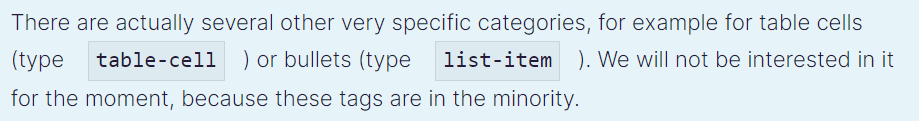 There are actually several other very specific categories, for example for table cells
(type table-cell ) or bullets (type list-item ). We will not be interested in it
for the moment, because these tags are in the minority.